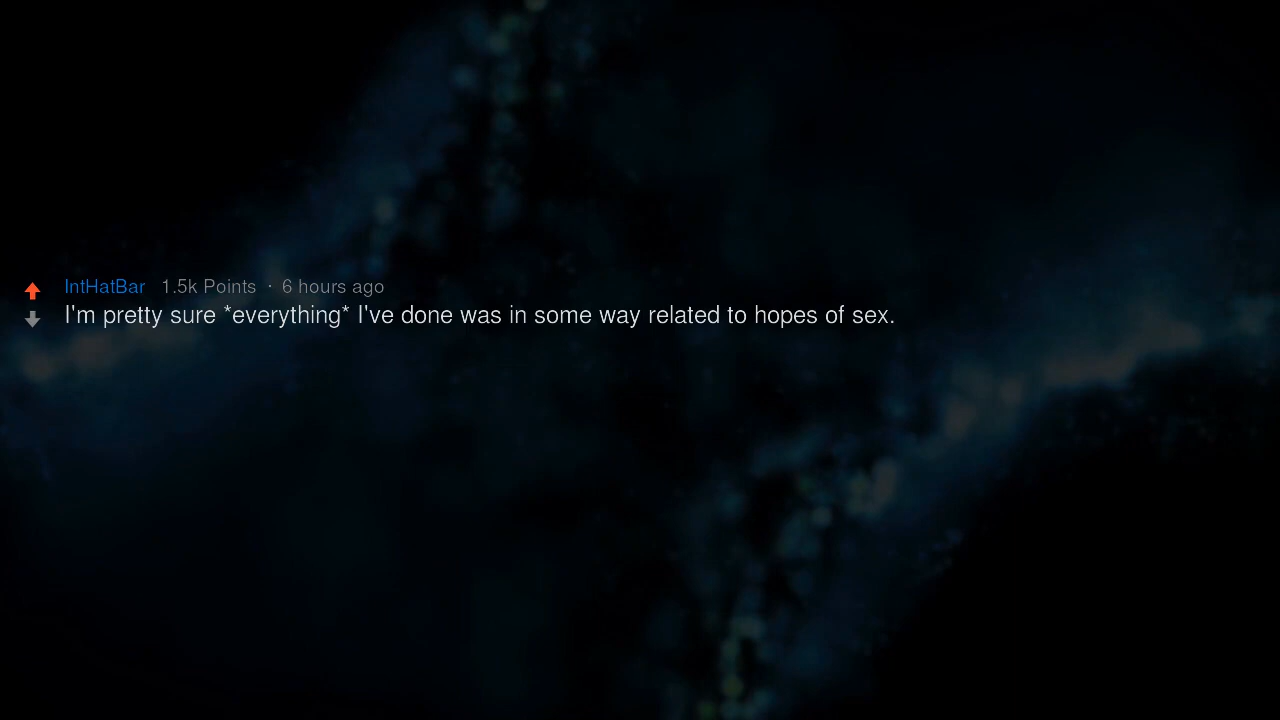 IntHatBar 1.5k Points · 6 hours ago
I'm pretty sure *everything* I've done was in some way related to hopes of sex.